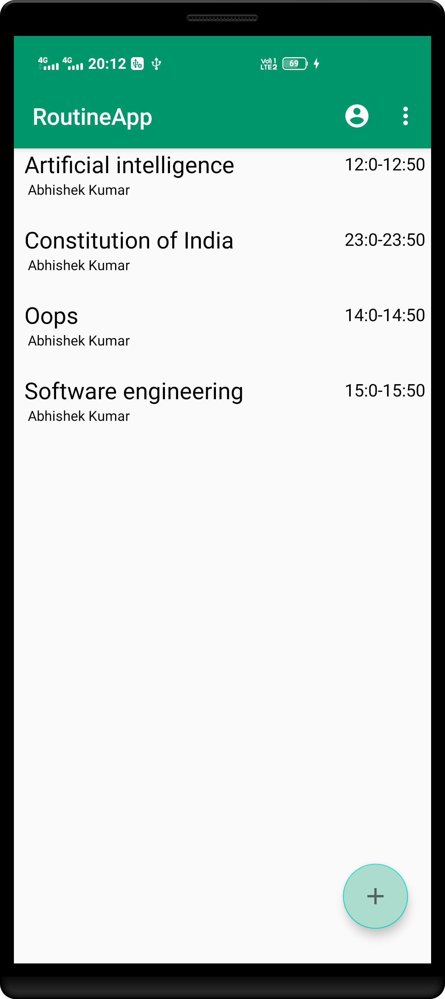 4G 4G 20:12 Vo)) 1 LTE2 69
RoutineApp
Artificial intelligence 12:0-12:50
Abhishek Kumar
Constitution of India 23:0-23:50
Abhishek Kumar
Oops 14:0-14:50
Abhishek Kumar
Software engineering 15:0-15:50
Abhishek Kumar